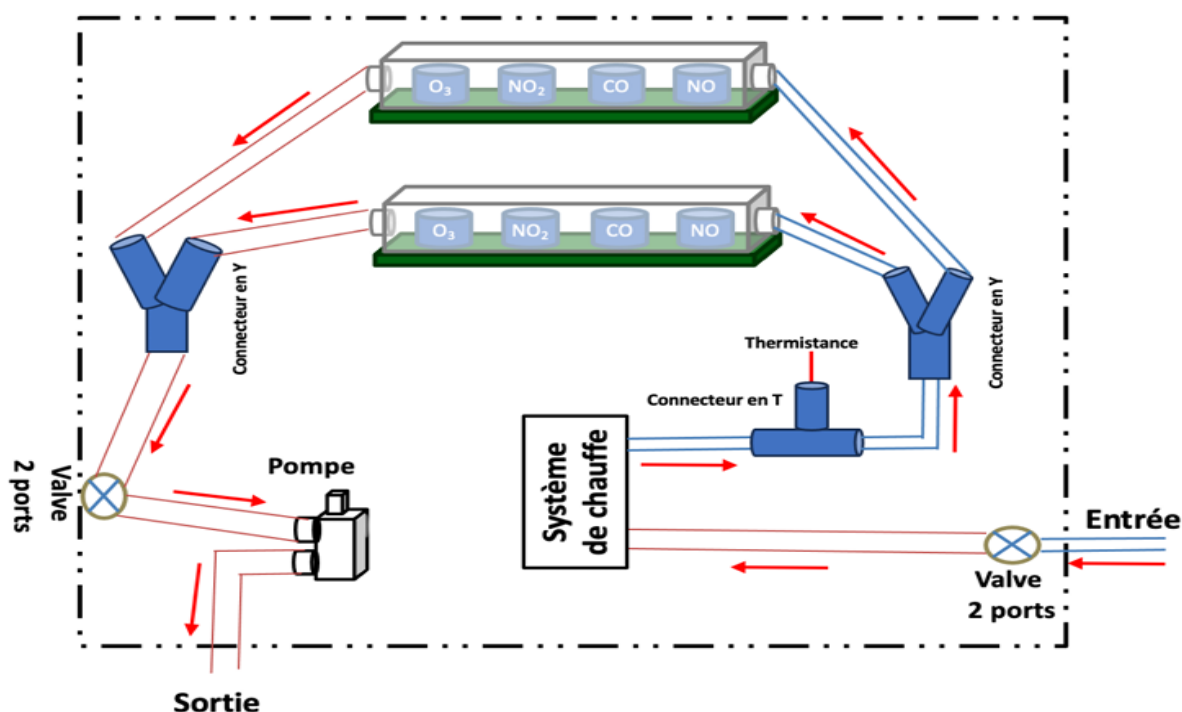 O3 NO2 CO NO
O3 NO2 CO NO
Connecteur en Y
Connecteur en Y
Thermistance
Connecteur en T
Valve
2 ports
Pompe
Système
de chauffe
Entrée
Valve
2 ports
Sortie